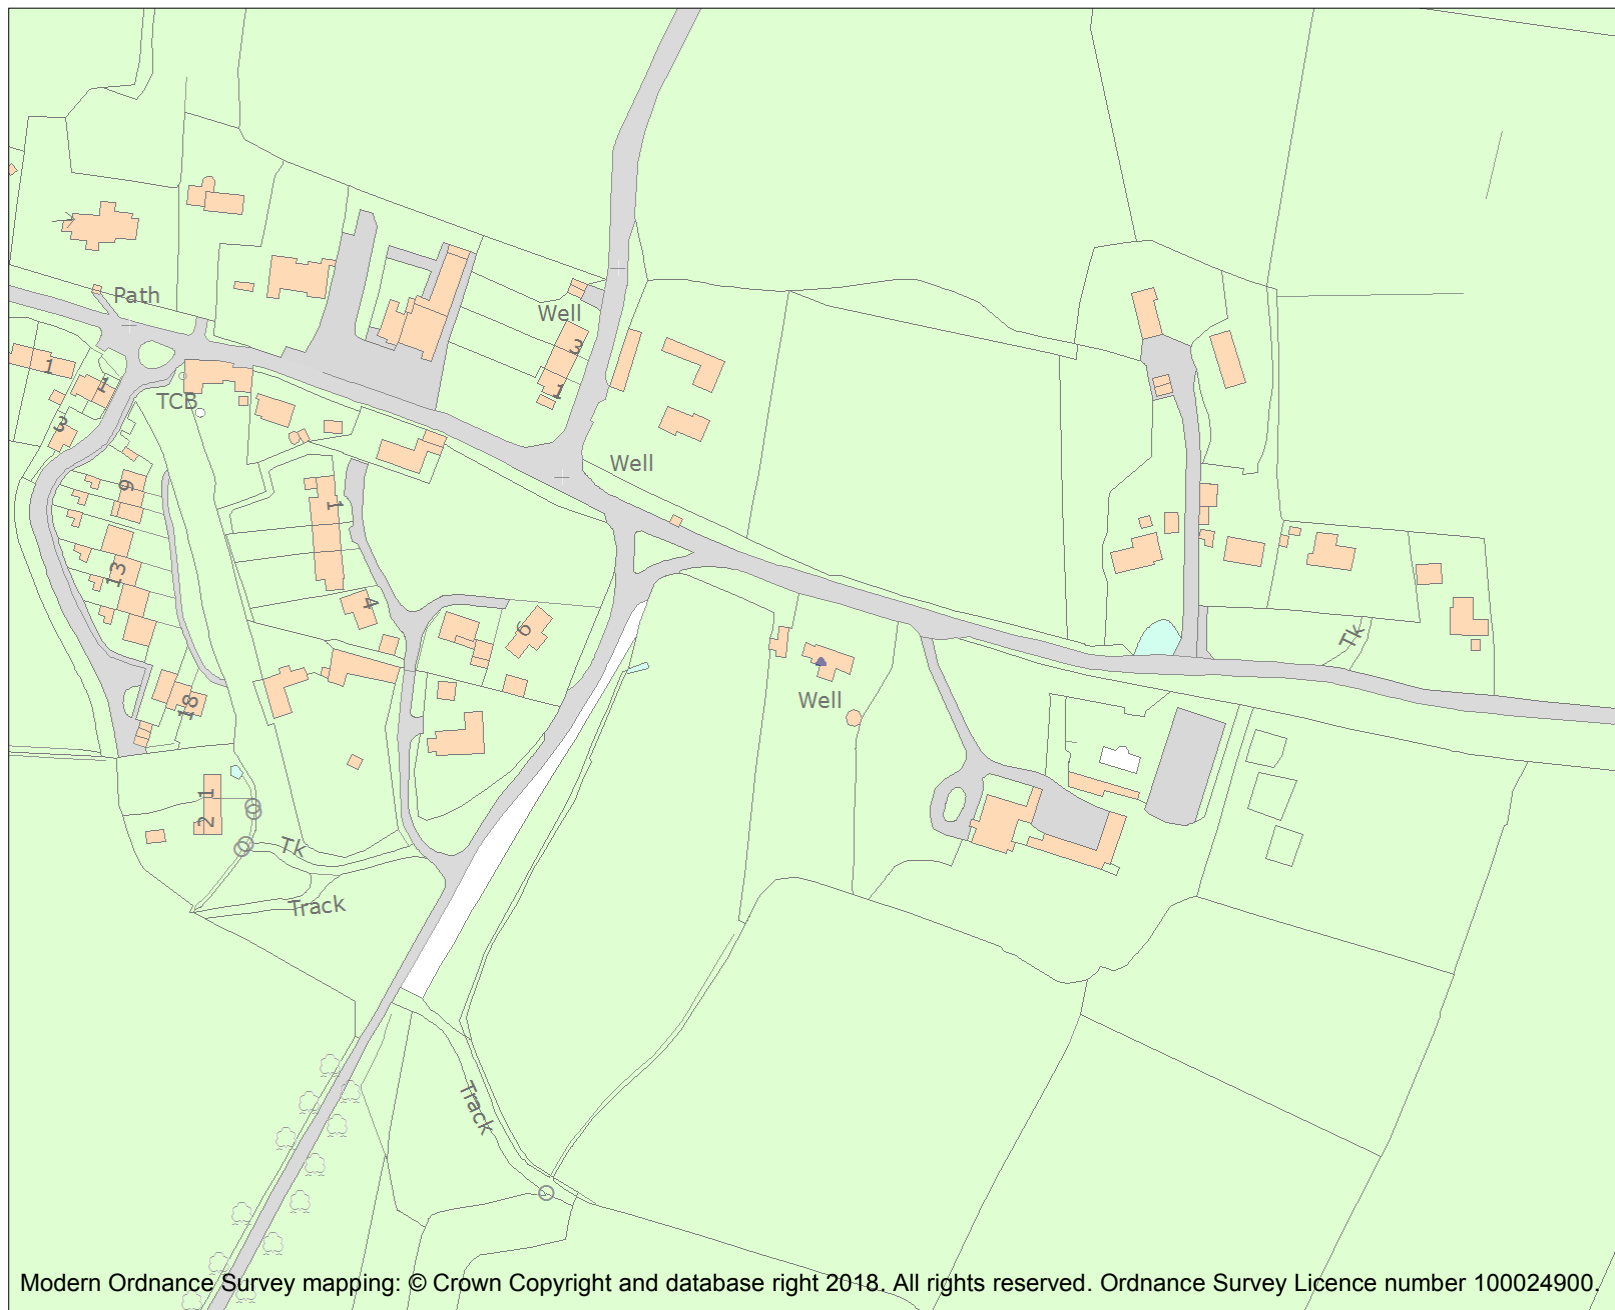 Path
Well
3
1
1
1
3
TCB
Well
9
1
13
4
6
Tk
18
Well
1
2
Tk
Track
Track
Modern Ordnance Survey mapping: © Crown Copyright and database right 2018. All rights reserved. Ordnance Survey Licence number 100024900.